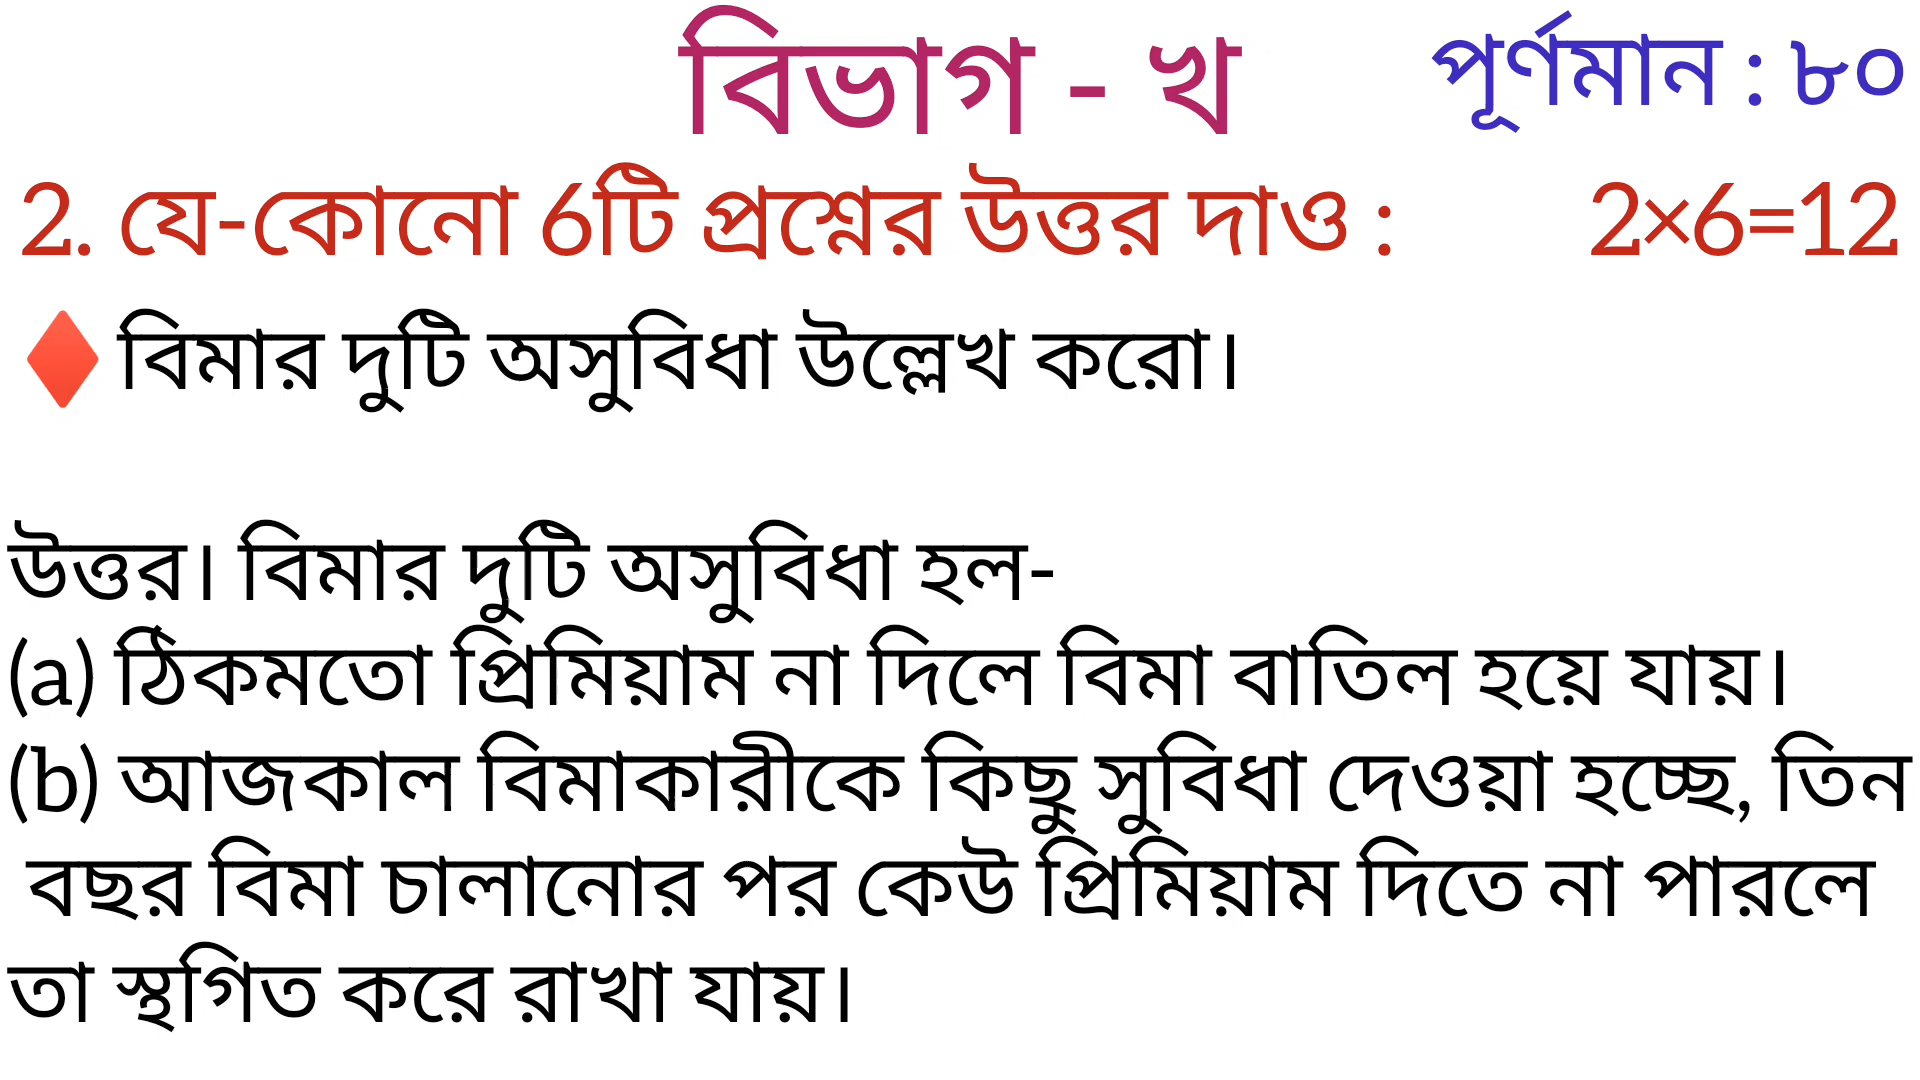 বিভাগ - খ
পূর্ণমান : ৮০
2. যে-কোনো 6টি প্রশ্নের উত্তর দাও : 2×6=12
♦ বিমার দুটি অসুবিধা উল্লেখ করো।
উত্তর। বিমার দুটি অসুবিধা হল-
(a) ঠিকমতো প্রিমিয়াম না দিলে বিমা বাতিল হয়ে যায়।
(b) আজকাল বিমাকারীকে কিছু সুবিধা দেওয়া হচ্ছে, তিন
বছর বিমা চালানোর পর কেউ প্রিমিয়াম দিতে না পারলে
তা স্থগিত করে রাখা যায়।